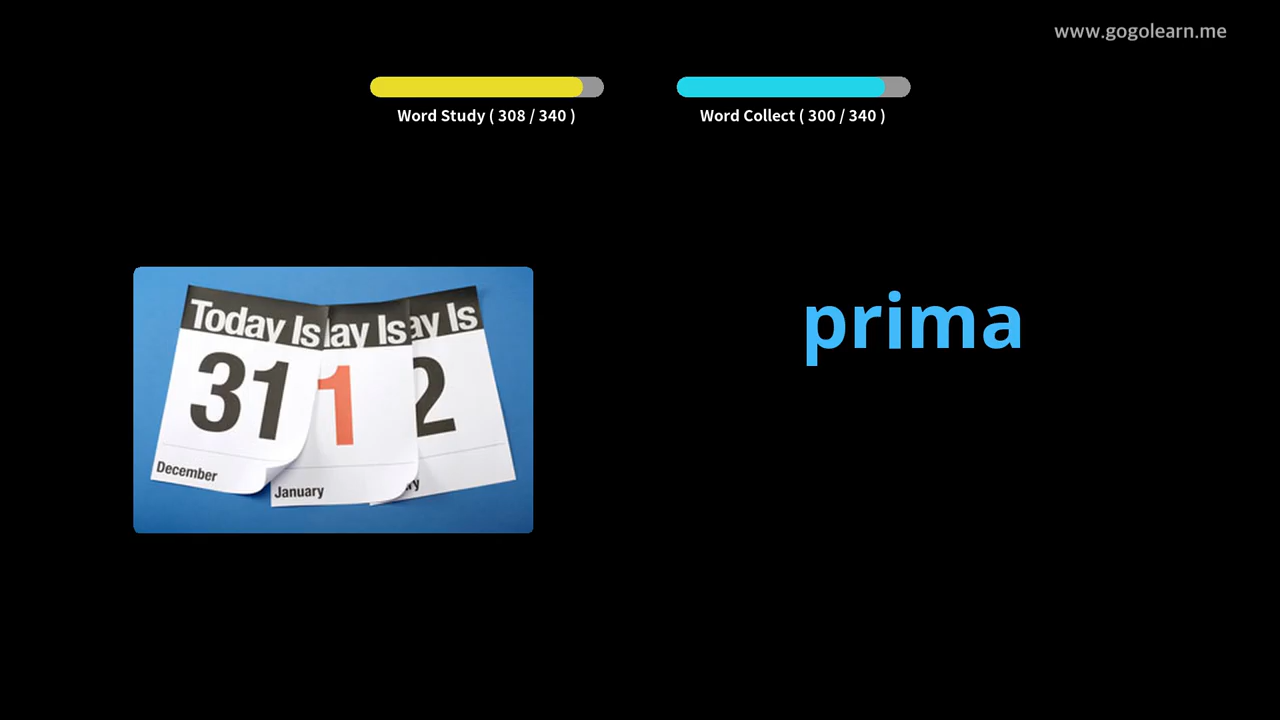 www.gogolearn.me
Word Study ( 308 / 340 )
Word Collect ( 300 / 340 )
prima
Today Is
31
December
ay Is
1
January
ay Is
2
ry